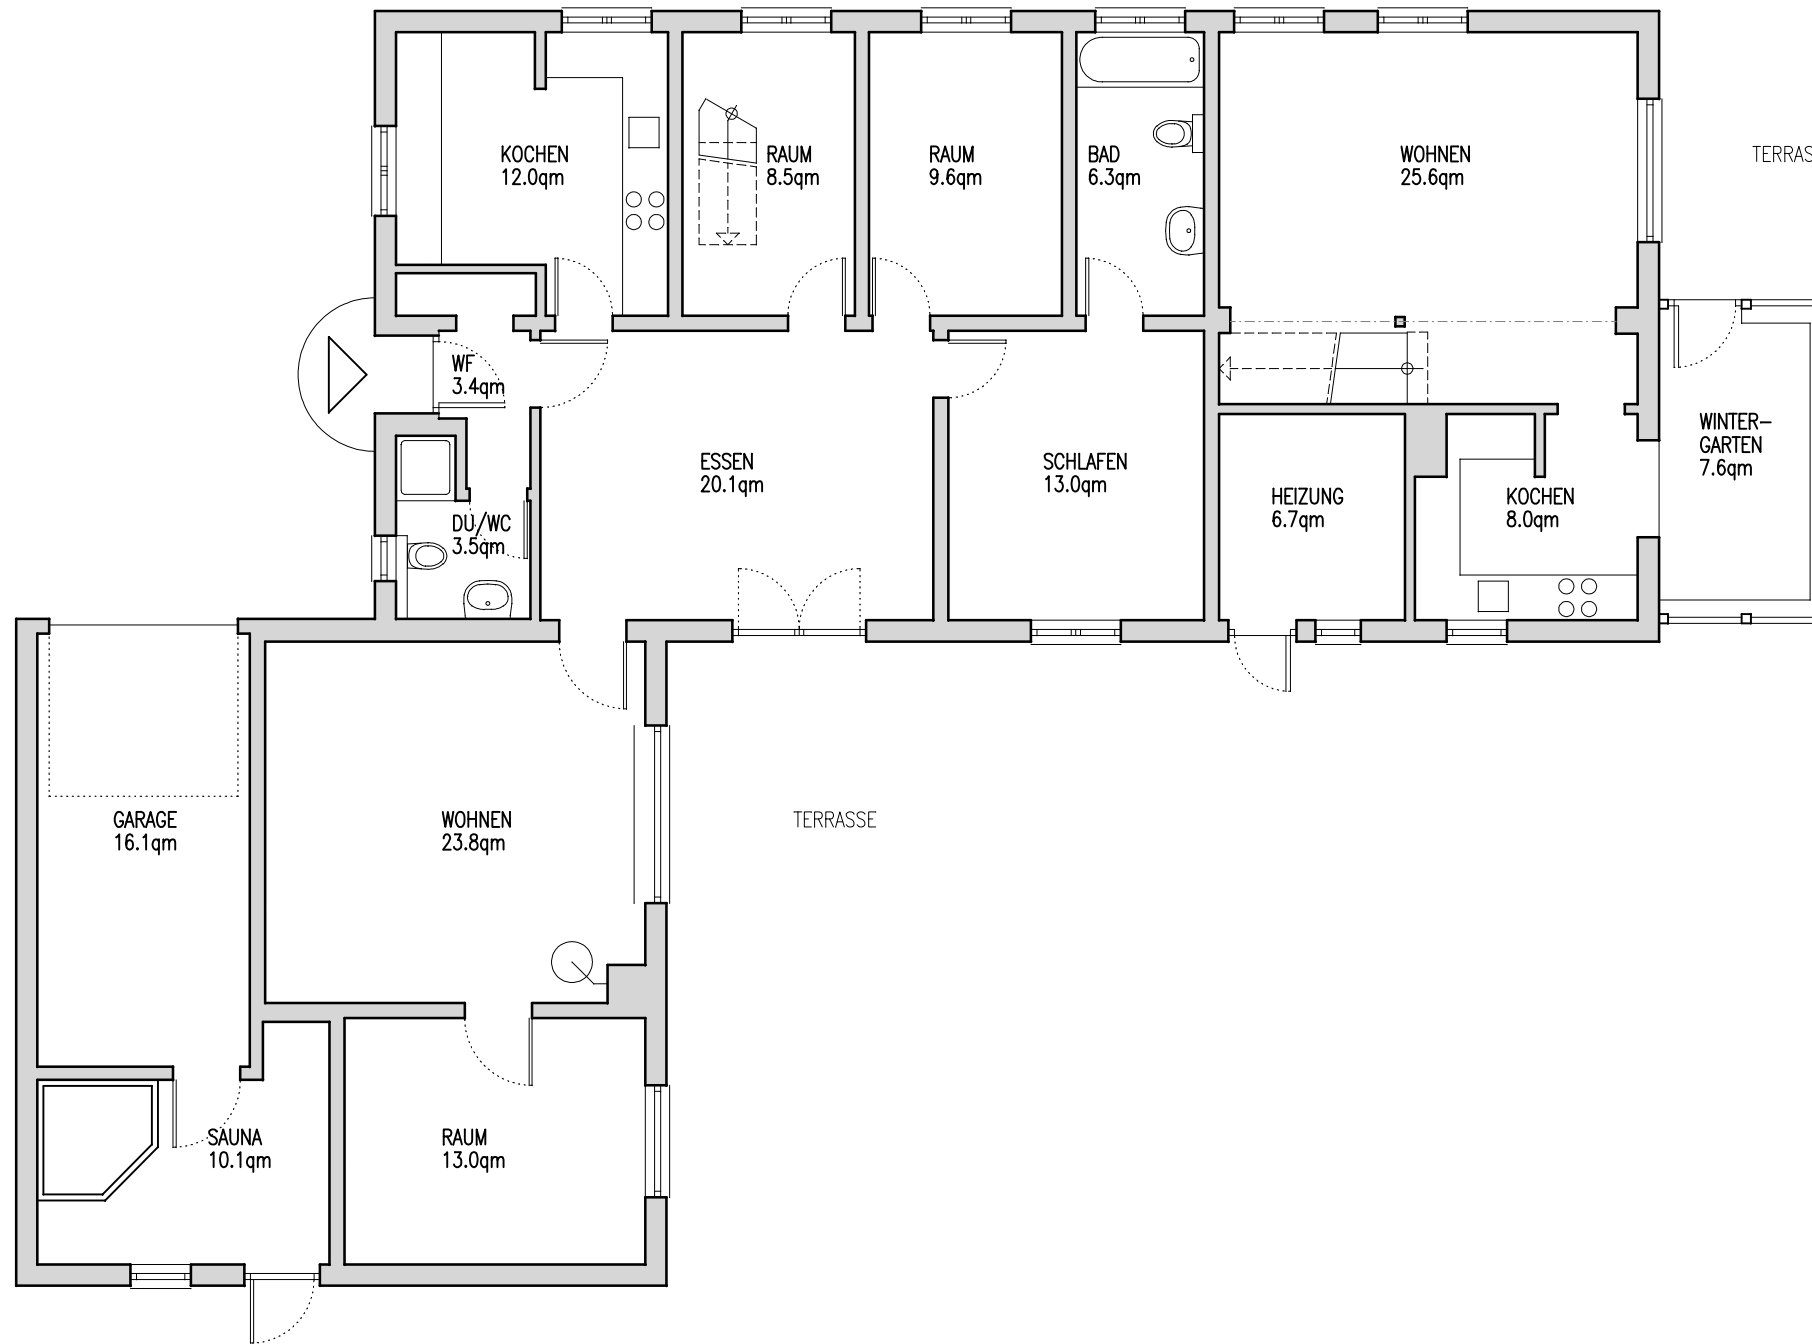 KOCHEN
12.0qm
RAUM
8.5qm
RAUM
9.6qm
BAD
6.3qm
WOHNEN
25.6qm
TERRAS
WF
3.4qm
ESSEN
20.1qm
SCHLAFEN
13.0qm
HEIZUNG
6.7qm
KOCHEN
8.0qm
WINTER-
GARTEN
7.6qm
DU/WC
3.5qm
GARAGE
16.1qm
WOHNEN
23.8qm
TERRASSE
SAUNA
10.1qm
RAUM
13.0qm